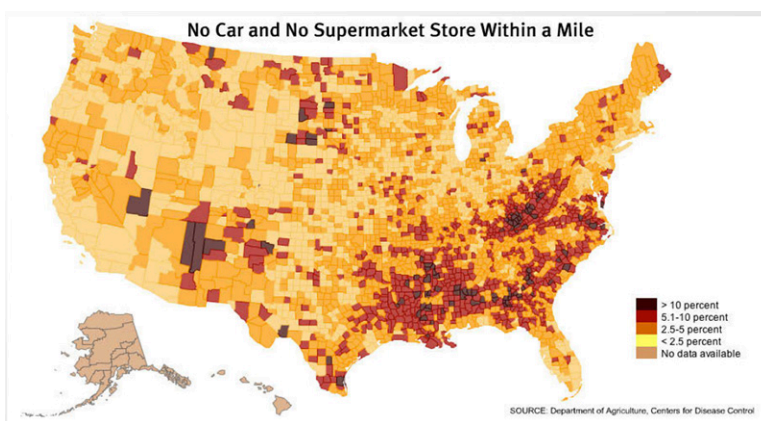 No Car and No Supermarket Store Within a Mile
> 10 percent
5.1-10 percent
2.5-5 percent
< 2.5 percent
No data available
SOURCE: Department of Agriculture, Centers for Disease Control